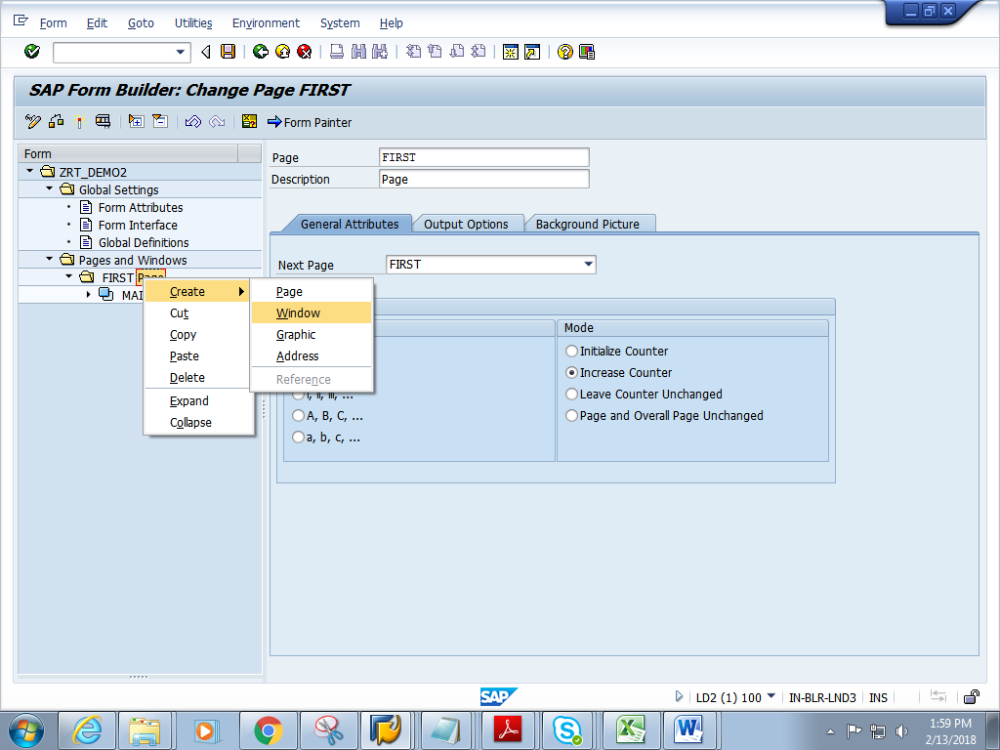 Form Edit Goto Utilities Environment System Help
SAP Form Builder: Change Page FIRST
Form Painter
Form
ZRT_DEMO2
Global Settings
Form Attributes
Form Interface
Global Definitions
Pages and Windows
FIRST Page
MAI
Create
Cut
Copy
Paste
Delete
Expand
Collapse
Page
Window
Graphic
Address
Reference
Page FIRST
Description Page
General Attributes Output Options Background Picture
Next Page FIRST
Mode
Initialize Counter
Increase Counter
Leave Counter Unchanged
Page and Overall Page Unchanged
i, ii, iii, ...
A, B, C, ...
a, b, c, ...
SAP
LD2 (1) 100 IN-BLR-LND3 INS
1:59 PM
2/13/2018